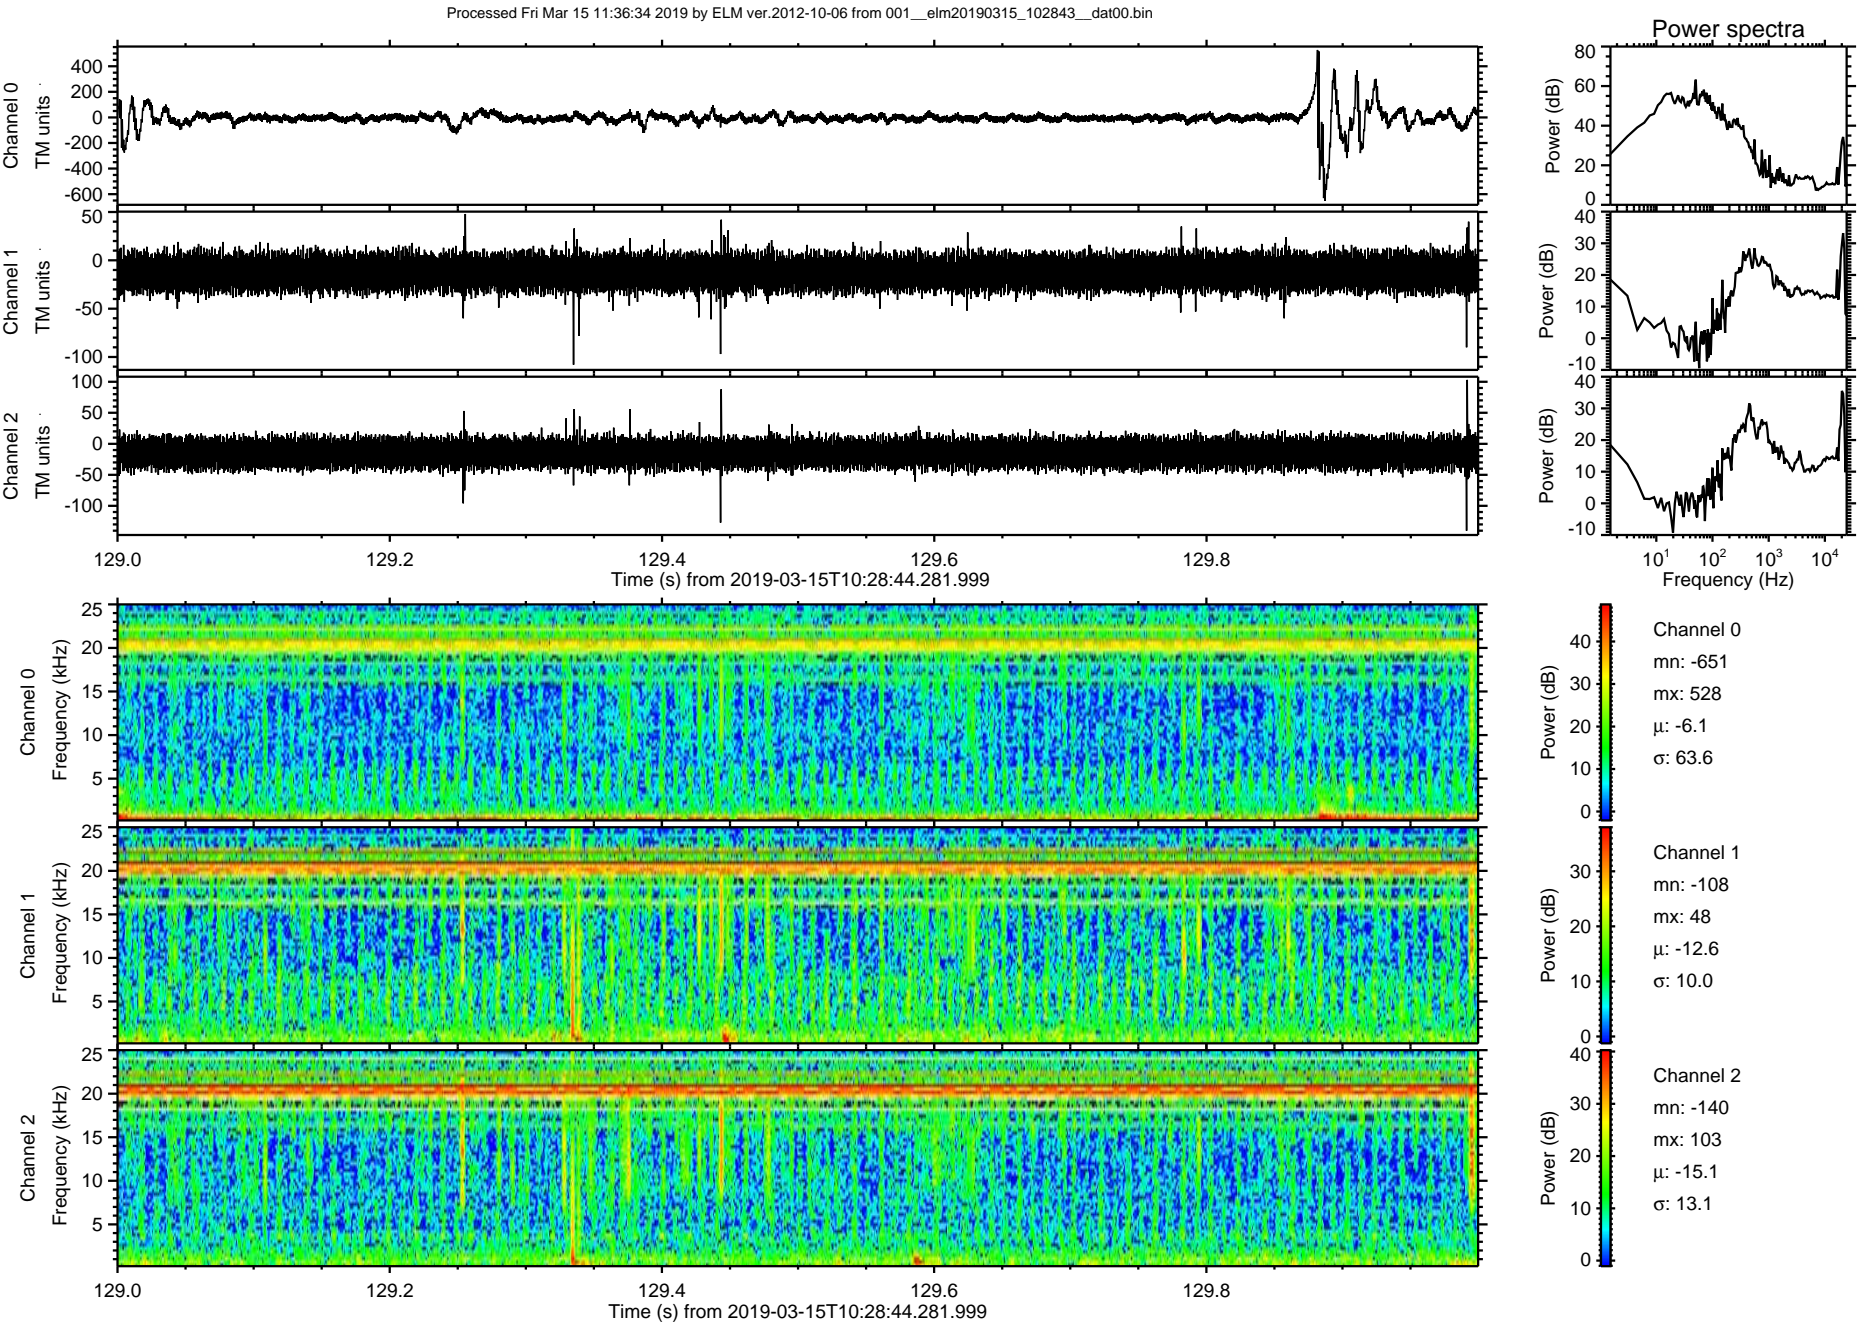 Processed Fri Mar 15 11:36:34 2019 by ELM ver.2012-10-06 from 001__elm20190315_102843__dat00.bin
Power spectra
Channel 0
TM units
400
200
0
-200
-400
-600
Power (dB)
80
60
40
20
0
Channel 1
TM units
50
0
-50
-100
Power (dB)
40
30
20
10
0
-10
Channel 2
TM units
100
50
0
-50
-100
Power (dB)
40
30
20
10
0
-10
129.0 129.2 129.4 129.6 129.8
Time (s) from 2019-03-15T10:28:44.281.999
10¹ 10² 10³ 10⁴
Frequency (Hz)
Channel 0
Frequency (kHz)
25
20
15
10
5
Power (dB)
40
30
20
10
0
Channel 0
mn: -651
mx: 528
μ: -6.1
σ: 63.6
Channel 1
Frequency (kHz)
25
20
15
10
5
Power (dB)
30
20
10
0
Channel 1
mn: -108
mx: 48
μ: -12.6
σ: 10.0
Channel 2
Frequency (kHz)
25
20
15
10
5
Power (dB)
40
30
20
10
0
Channel 2
mn: -140
mx: 103
μ: -15.1
σ: 13.1
129.0 129.2 129.4 129.6 129.8
Time (s) from 2019-03-15T10:28:44.281.999